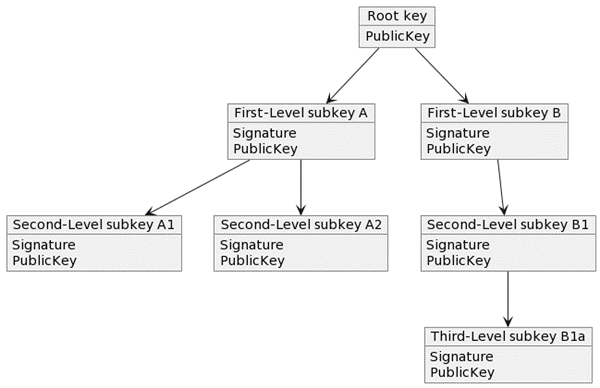 Root key
PublicKey
First-Level subkey A
Signature
PublicKey
First-Level subkey B
Signature
PublicKey
Second-Level subkey A1
Signature
PublicKey
Second-Level subkey A2
Signature
PublicKey
Second-Level subkey B1
Signature
PublicKey
Third-Level subkey B1a
Signature
PublicKey